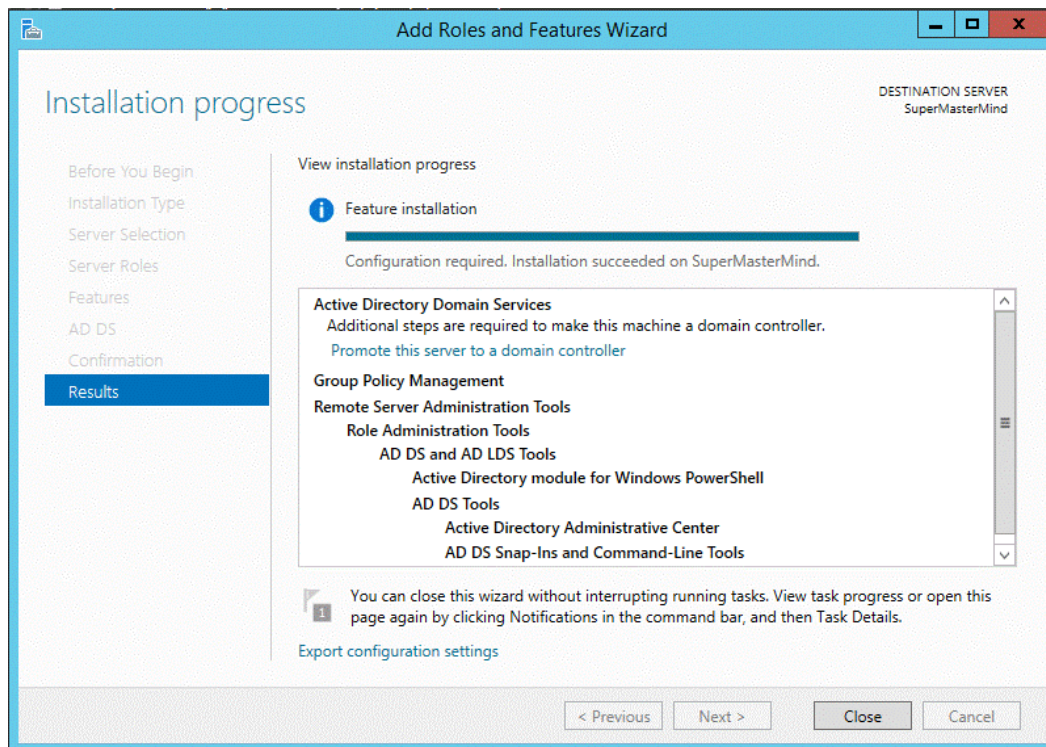 Add Roles and Features Wizard
Installation progress
DESTINATION SERVER
SuperMasterMind
Before You Begin
Installation Type
Server Selection
Server Roles
Features
AD DS
Confirmation
Results
View installation progress
Feature installation
Configuration required. Installation succeeded on SuperMasterMind.
Active Directory Domain Services
Additional steps are required to make this machine a domain controller.
Promote this server to a domain controller
Group Policy Management
Remote Server Administration Tools
Role Administration Tools
AD DS and AD LDS Tools
Active Directory module for Windows PowerShell
AD DS Tools
Active Directory Administrative Center
AD DS Snap-Ins and Command-Line Tools
1
You can close this wizard without interrupting running tasks. View task progress or open this
page again by clicking Notifications in the command bar, and then Task Details.
Export configuration settings
< Previous
Next >
Close
Cancel